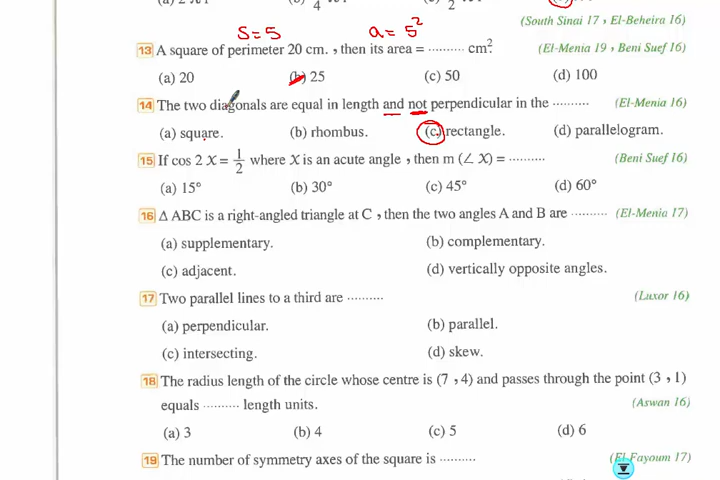 (South Sinai 17 , El-Beheira 16)
S = 5 a = 5²
13 A square of perimeter 20 cm. , then its area = ·········· cm².
(El-Menia 19 , Beni Suef 16)
(a) 20 (b) 25 (c) 50 (d) 100
14 The two diagonals are equal in length and not perpendicular in the ·········· (El-Menia 16)
(a) square. (b) rhombus. (c) rectangle. (d) parallelogram.
15 If cos 2 X = 1/2 where X is an acute angle , then m (∠ X) = ·········· (Beni Suef 16)
(a) 15° (b) 30° (c) 45° (d) 60°
16 Δ ABC is a right-angled triangle at C , then the two angles A and B are ·········· (El-Menia 17)
(a) supplementary. (b) complementary.
(c) adjacent. (d) vertically opposite angles.
17 Two parallel lines to a third are ·········· (Luxor 16)
(a) perpendicular. (b) parallel.
(c) intersecting. (d) skew.
18 The radius length of the circle whose centre is (7 , 4) and passes through the point (3 , 1)
equals ·········· length units. (Aswan 16)
(a) 3 (b) 4 (c) 5 (d) 6
19 The number of symmetry axes of the square is ·········· (El-Fayoum 17)